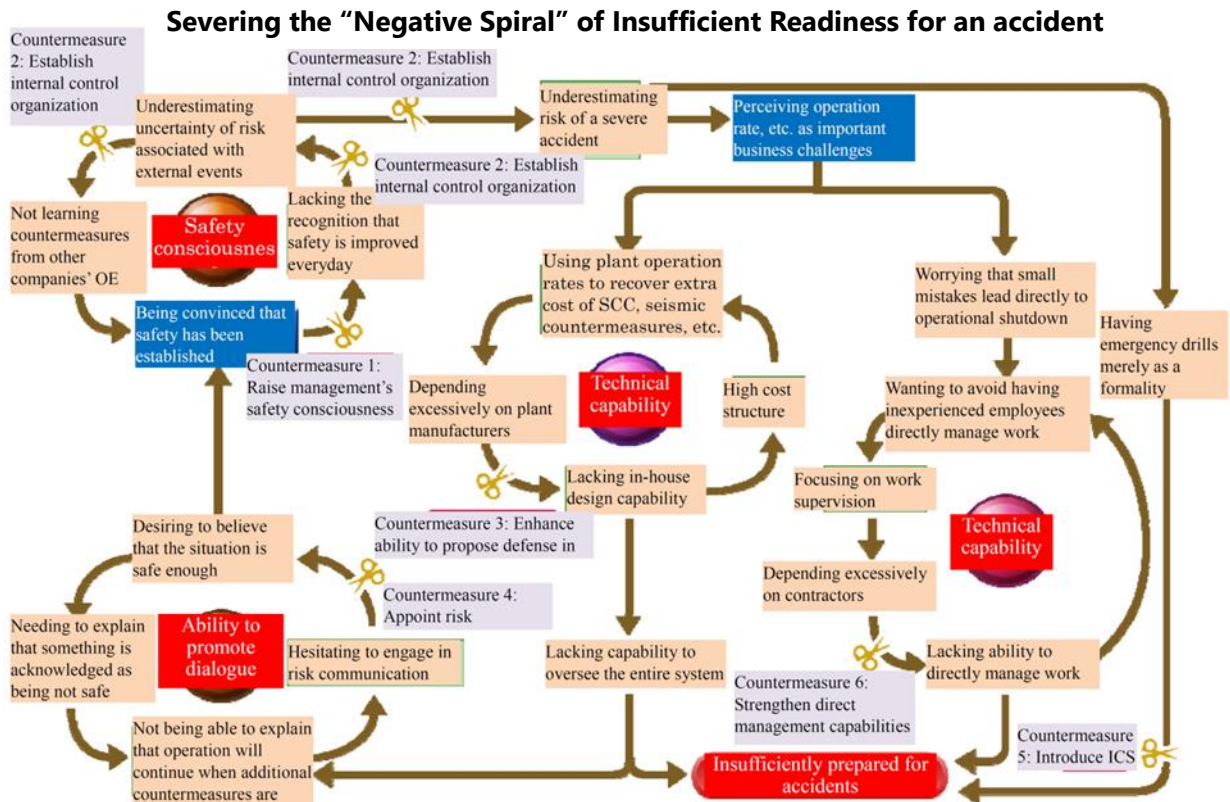 Severing the “Negative Spiral” of Insufficient Readiness for an accident
Countermeasure
2: Establish
internal control
organization
Countermeasure 2: Establish
internal control organization
Underestimating
uncertainty of risk
associated with
external events
Underestimating
risk of a severe
accident
Perceiving operation
rate, etc. as important
business challenges
Countermeasure 2: Establish
internal control organization
Not learning
countermeasures
from other
companies’ OE
Safety
consciousnes
Lacking the
recognition that
safety is improved
everyday
Being convinced that
safety has been
established
Countermeasure 1:
Raise management’s
safety consciousness
Using plant operation
rates to recover extra
cost of SCC, seismic
countermeasures, etc.
Worrying that small
mistakes lead directly to
operational shutdown
Having
emergency drills
merely as a
formality
Depending
excessively on plant
manufacturers
Technical
capability
High cost
structure
Wanting to avoid having
inexperienced employees
directly manage work
Lacking in-house
design capability
Focusing on work
supervision
Technical
capability
Countermeasure 3: Enhance
ability to propose defense in
Desiring to believe
that the situation is
safe enough
Depending excessively
on contractors
Countermeasure 4:
Appoint risk
Needing to explain
that something is
acknowledged as
being not safe
Ability to
promote
dialogue
Hesitating to engage in
risk communication
Lacking capability to
oversee the entire system
Lacking ability to
directly manage work
Countermeasure 6:
Strengthen direct
management capabilities
Not being able to explain
that operation will
continue when additional
countermeasures are
Insufficiently prepared for
accidents
Countermeasure
5: Introduce ICS